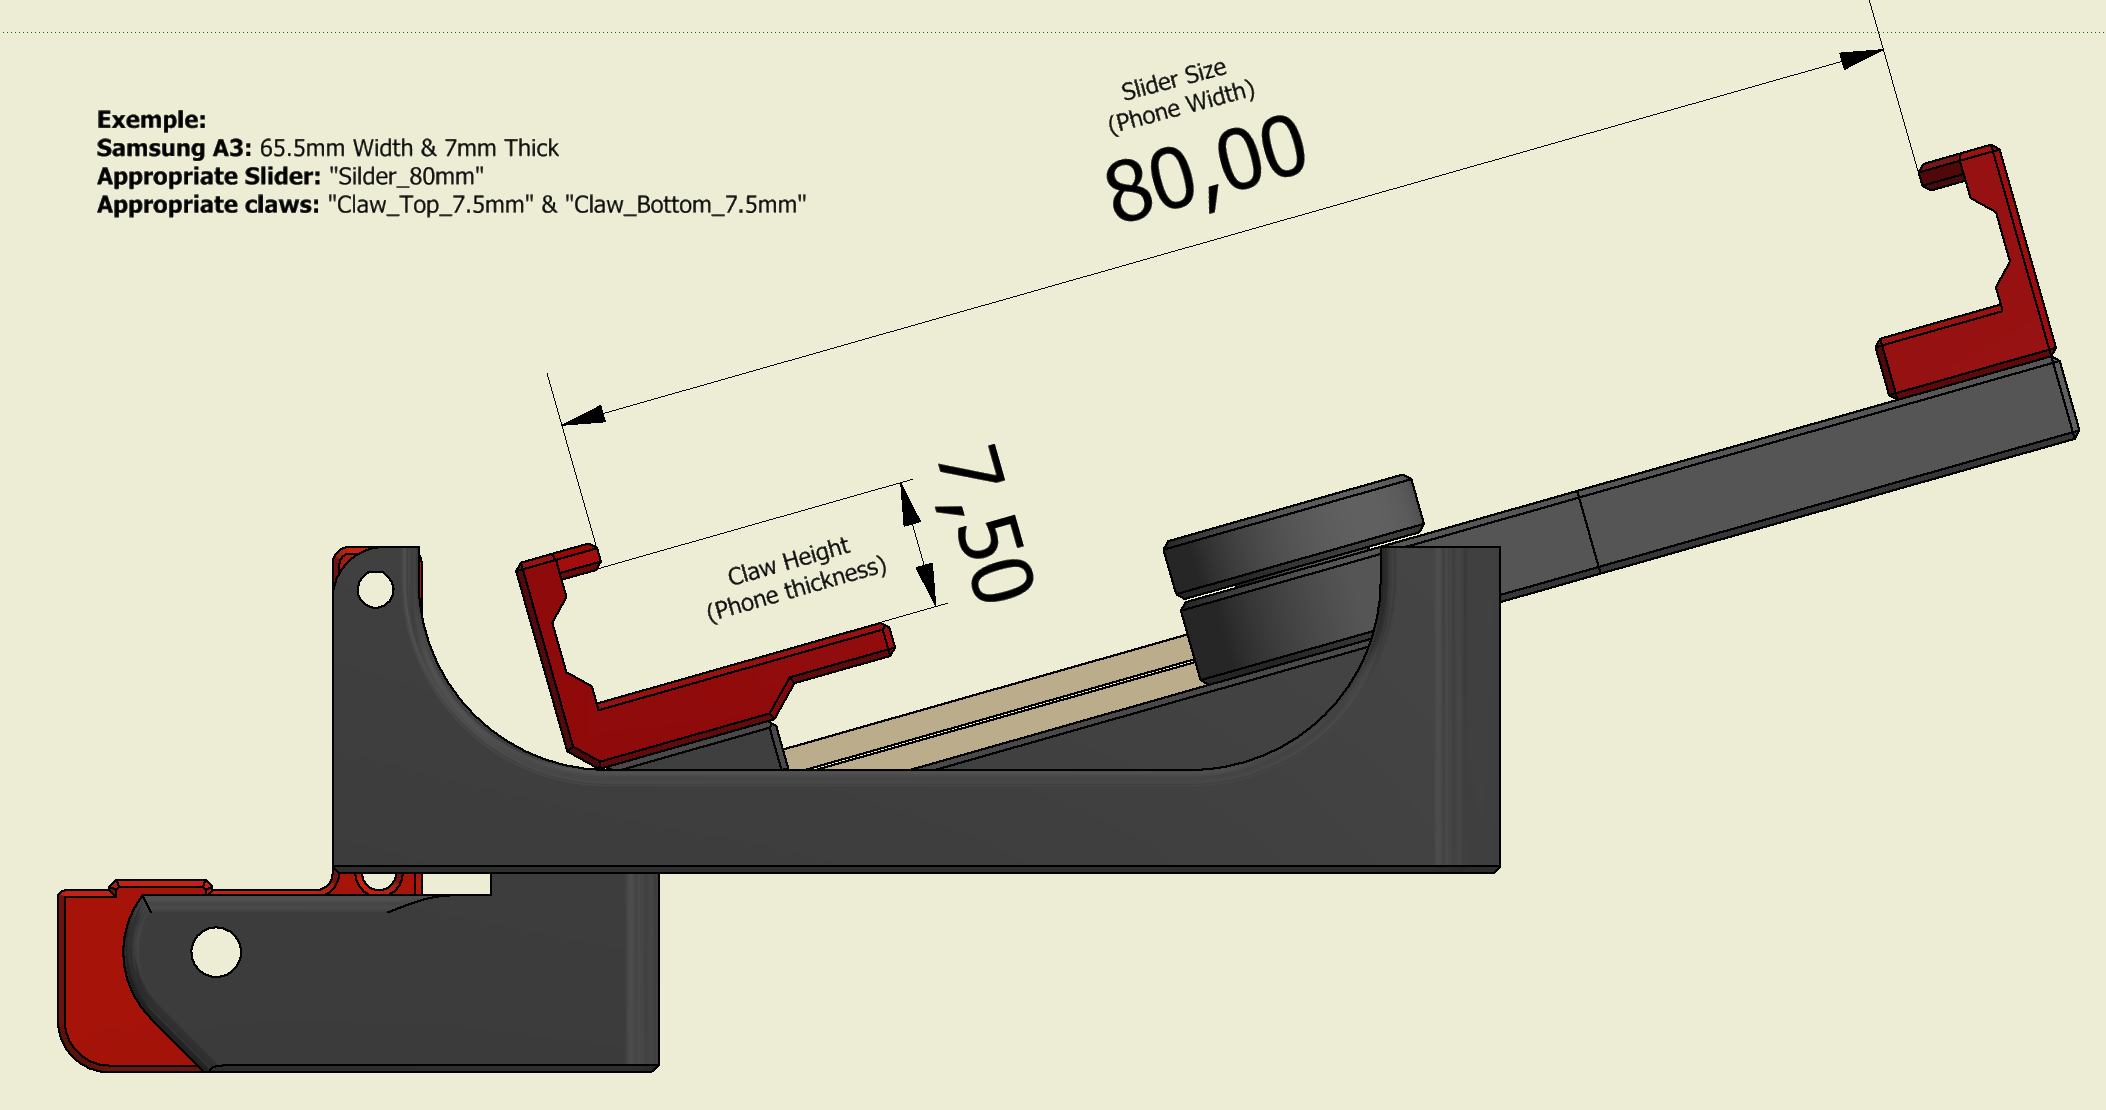 Exemple:
Samsung A3: 65.5mm Width & 7mm Thick
Appropriate Slider: "Silder_80mm"
Appropriate claws: "Claw_Top_7.5mm" & "Claw_Bottom_7.5mm"
Slider Size
(Phone Width)
80,00
7,50
Claw Height
(Phone thickness)